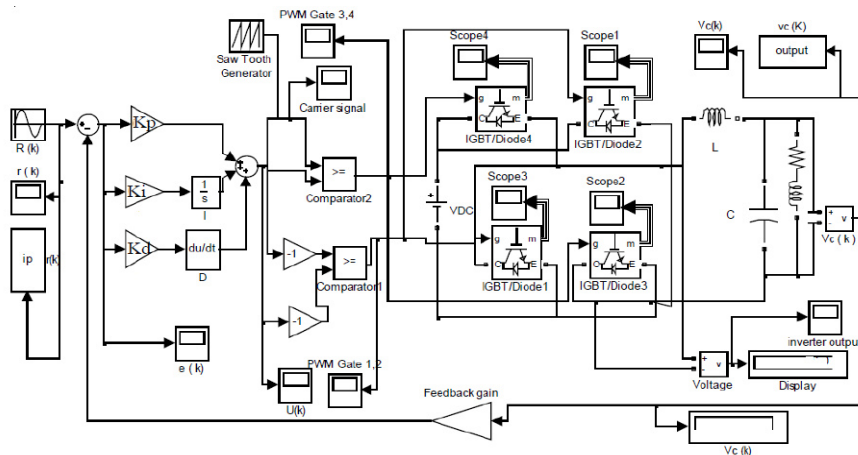 PWM Gate 3,4
Saw Tooth
Generator
Carrier signal
Scope4
Scope1
Vc(k)
vc (K)
output
g
m
C
E
IGBT/Diode4
g
m
C
E
IGBT/Diode2
R (k)
r ( k)
ip
r(k)
Kp
Ki
1
s
I
Kd
du/dt
D
>=
Comparator2
-1
>=
Comparator1
-1
VDC
Scope3
Scope2
g
m
C
E
IGBT/Diode1
g
m
C
E
IGBT/Diode3
L
C
+
-
v
Vc ( k )
e ( k)
U(k)
PWM Gate 1,2
Feedback gain
+
-
v
Voltage
inverter output
Display
Vc (k)